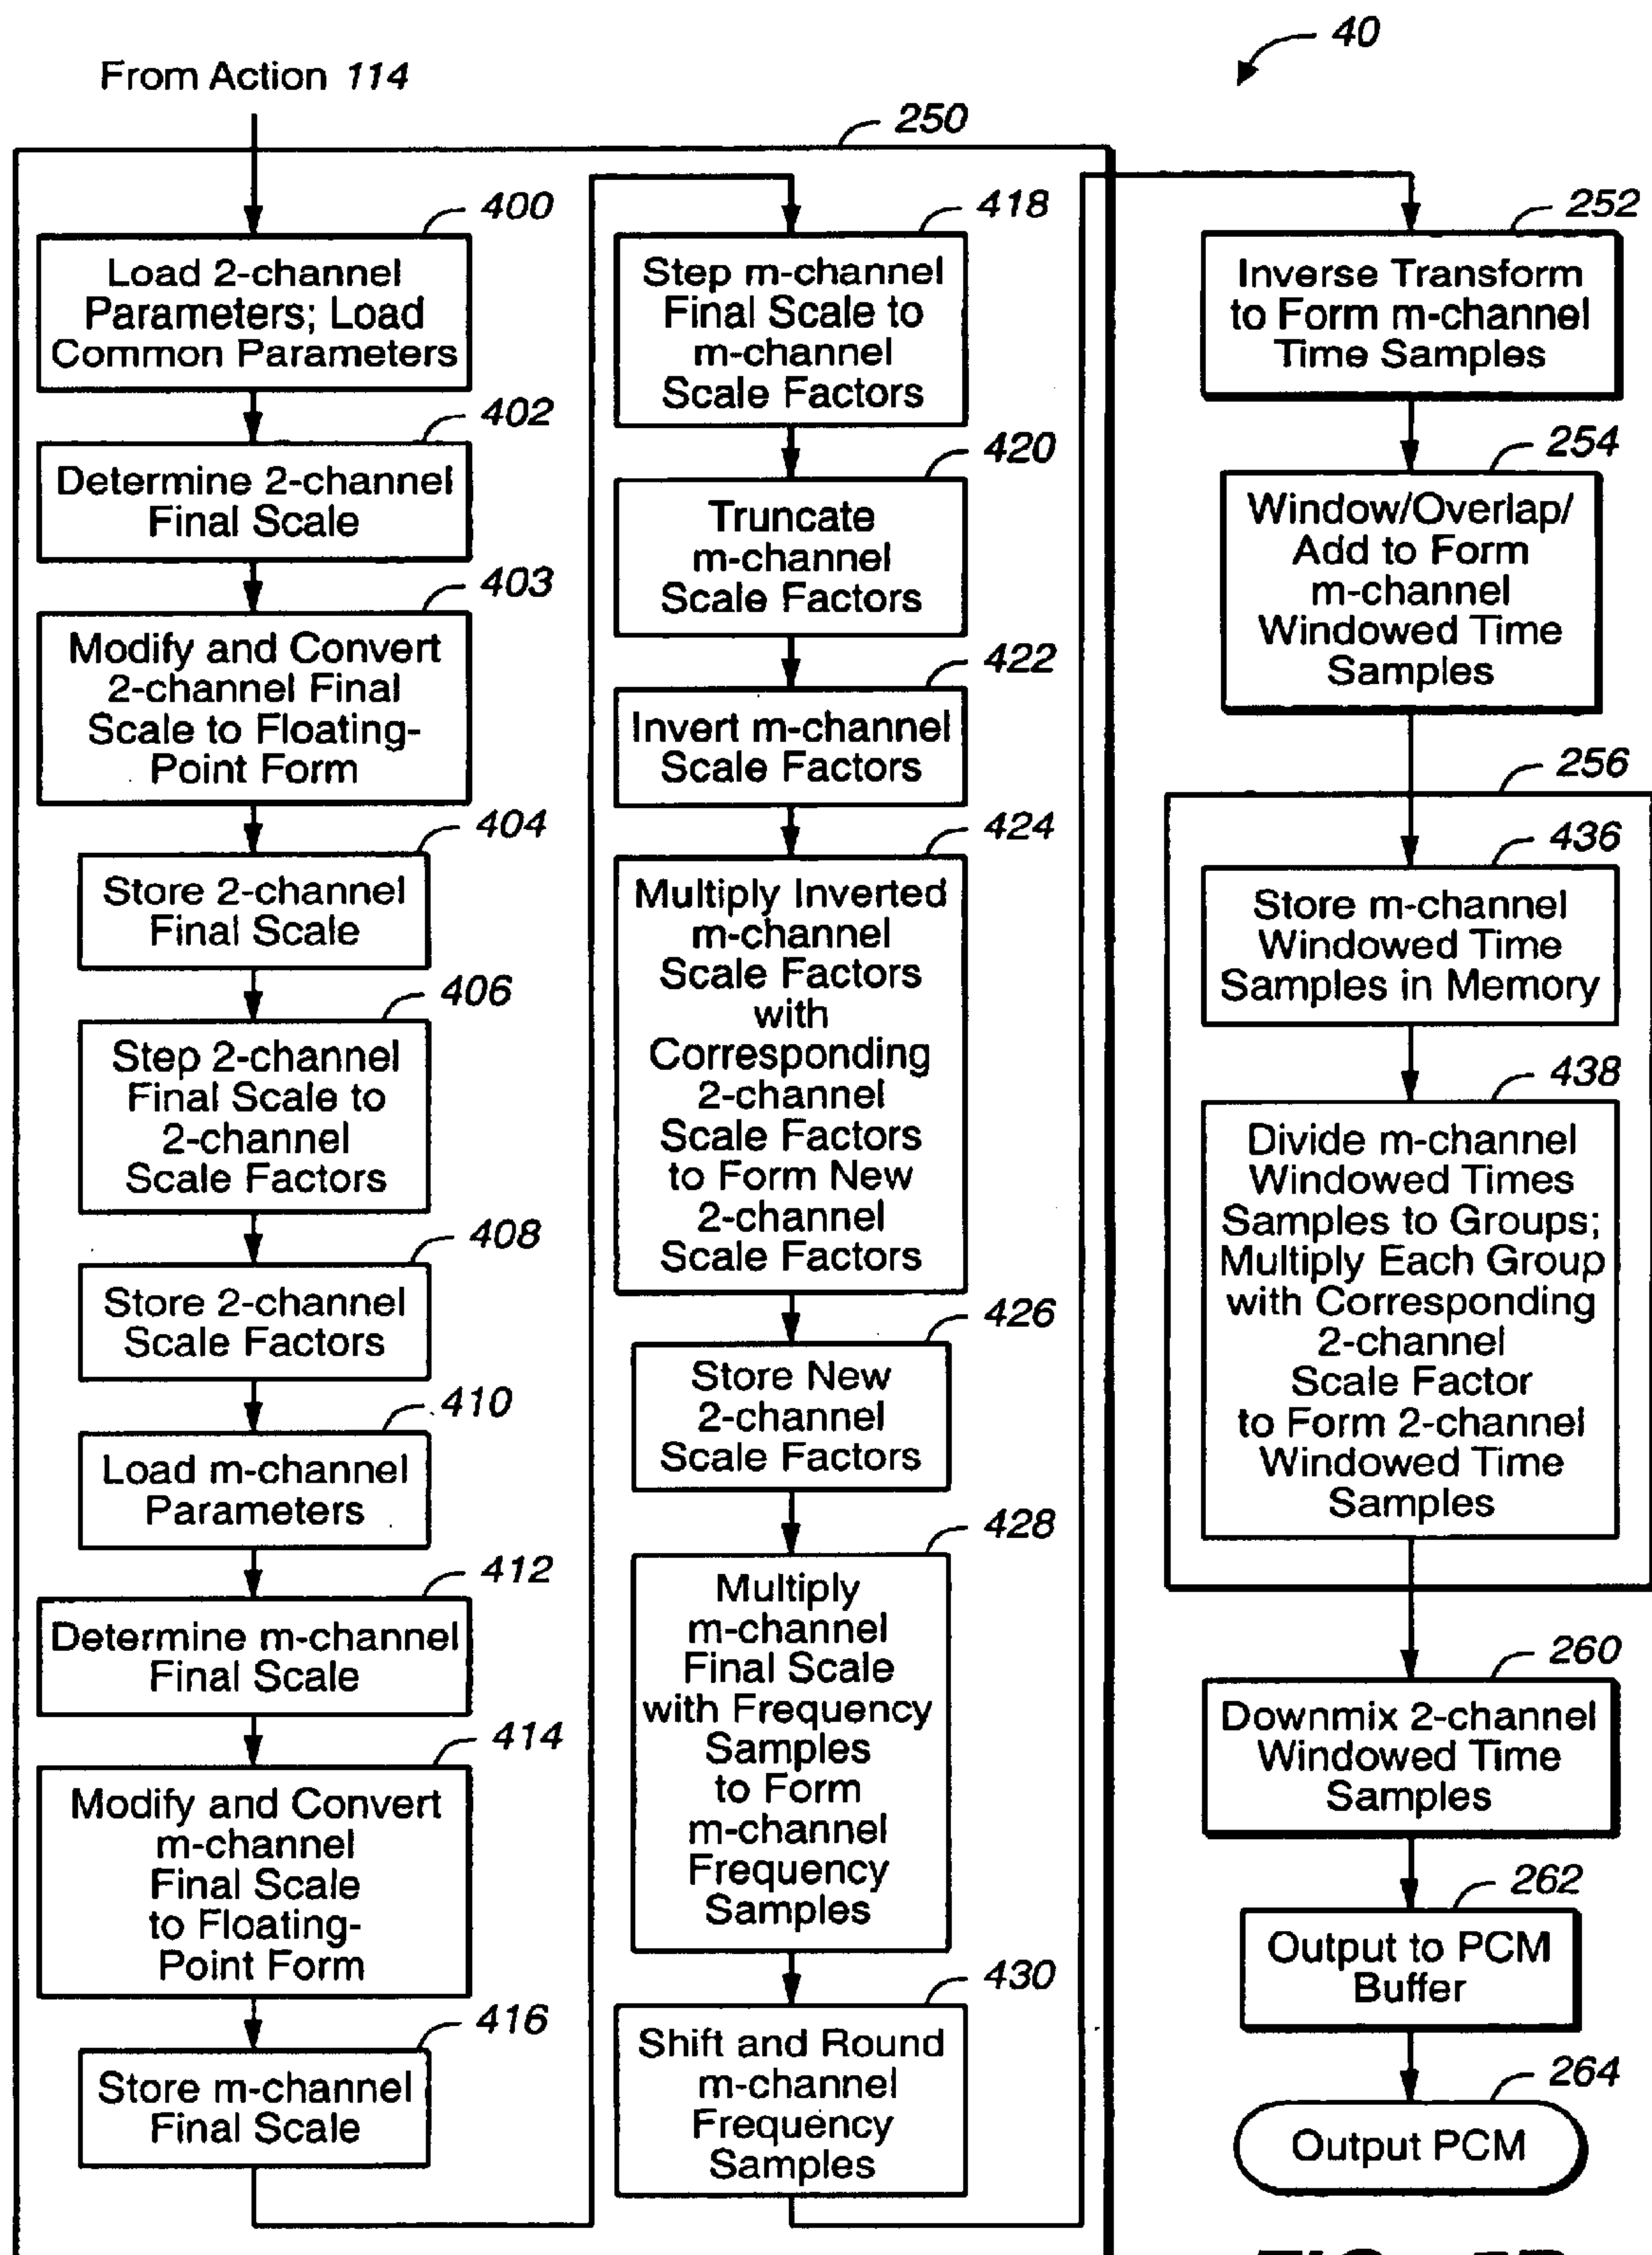 40
From Action 114
250
400
Load 2-channel
Parameters; Load
Common Parameters
402
Determine 2-channel
Final Scale
403
Modify and Convert
2-channel Final
Scale to Floating-
Point Form
404
Store 2-channel
Final Scale
406
Step 2-channel
Final Scale to
2-channel
Scale Factors
408
Store 2-channel
Scale Factors
410
Load m-channel
Parameters
412
Determine m-channel
Final Scale
414
Modify and Convert
m-channel
Final Scale
to Floating-
Point Form
416
Store m-channel
Final Scale
418
Step m-channel
Final Scale to
m-channel
Scale Factors
420
Truncate
m-channel
Scale Factors
422
Invert m-channel
Scale Factors
424
Multiply Inverted
m-channel
Scale Factors
with
Corresponding
2-channel
Scale Factors
to Form New
2-channel
Scale Factors
426
Store New
2-channel
Scale Factors
428
Multiply
m-channel
Final Scale
with Frequency
Samples
to Form
m-channel
Frequency
Samples
430
Shift and Round
m-channel
Frequency
Samples
252
Inverse Transform
to Form m-channel
Time Samples
254
Window/Overlap/
Add to Form
m-channel
Windowed Time
Samples
256
436
Store m-channel
Windowed Time
Samples in Memory
438
Divide m-channel
Windowed Times
Samples to Groups;
Multiply Each Group
with Corresponding
2-channel
Scale Factor
to Form 2-channel
Windowed Time
Samples
260
Downmix 2-channel
Windowed Time
Samples
262
Output to PCM
Buffer
264
Output PCM